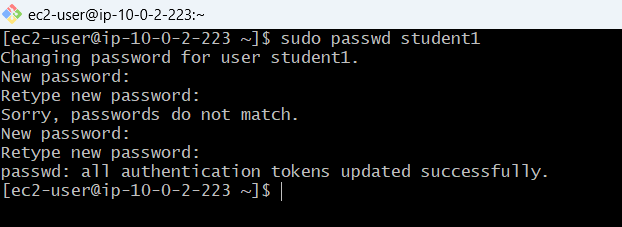 ec2-user@ip-10-0-2-223:~
[ec2-user@ip-10-0-2-223 ~]$ sudo passwd student1
Changing password for user student1.
New password:
Retype new password:
Sorry, passwords do not match.
New password:
Retype new password:
passwd: all authentication tokens updated successfully.
[ec2-user@ip-10-0-2-223 ~]$